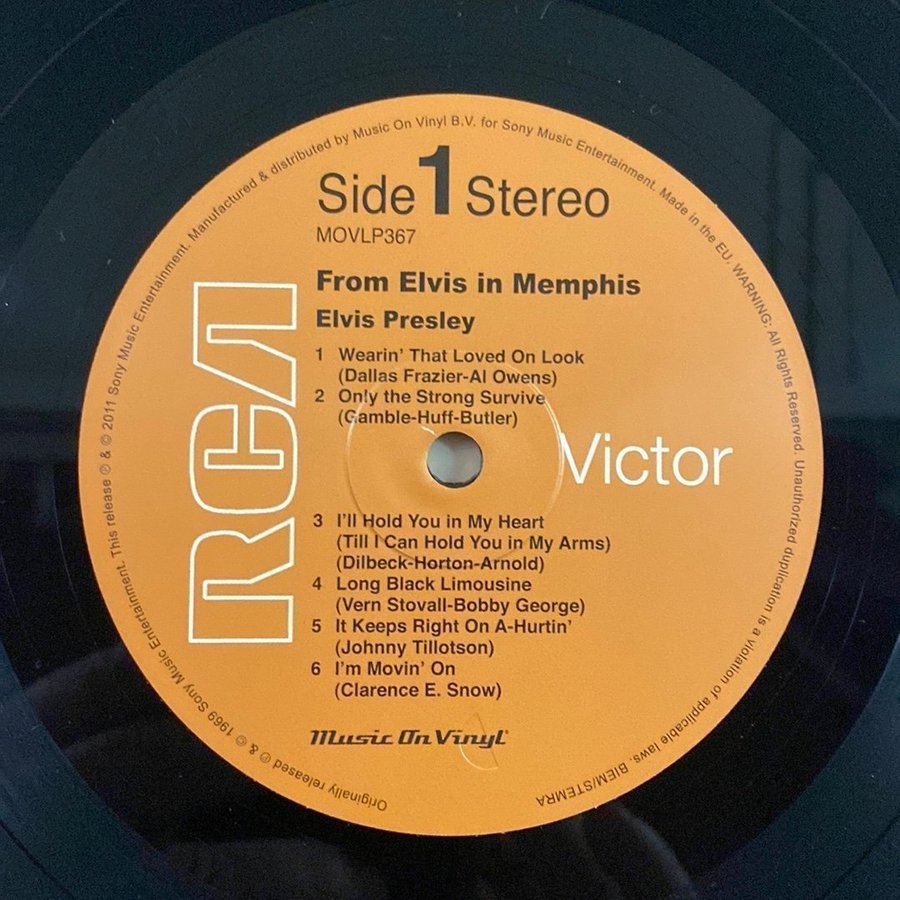 Side 1 Stereo
MOVLP367
From Elvis in Memphis
Elvis Presley
1 Wearin' That Loved On Look
(Dallas Frazier-Al Owens)
2 Only the Strong Survive
(Gamble-Huff-Butler)
RCA
Victor
3 I'll Hold You in My Heart
(Till I Can Hold You in My Arms)
(Dilbeck-Horton-Arnold)
4 Long Black Limousine
(Vern Stovall-Bobby George)
5 It Keeps Right On A-Hurtin'
(Johnny Tillotson)
6 I'm Movin' On
(Clarence E. Snow)
Music On Vinyl
Originally released ℗ & © 1969 Sony Music Entertainment. This release ℗ & © 2011 Sony Music Entertainment. Manufactured & distributed by Music On Vinyl B.V. for Sony Music Entertainment. Made in the EU. WARNING: All Rights Reserved. Unauthorized duplication is a violation of applicable laws. BIEM/STEMRA